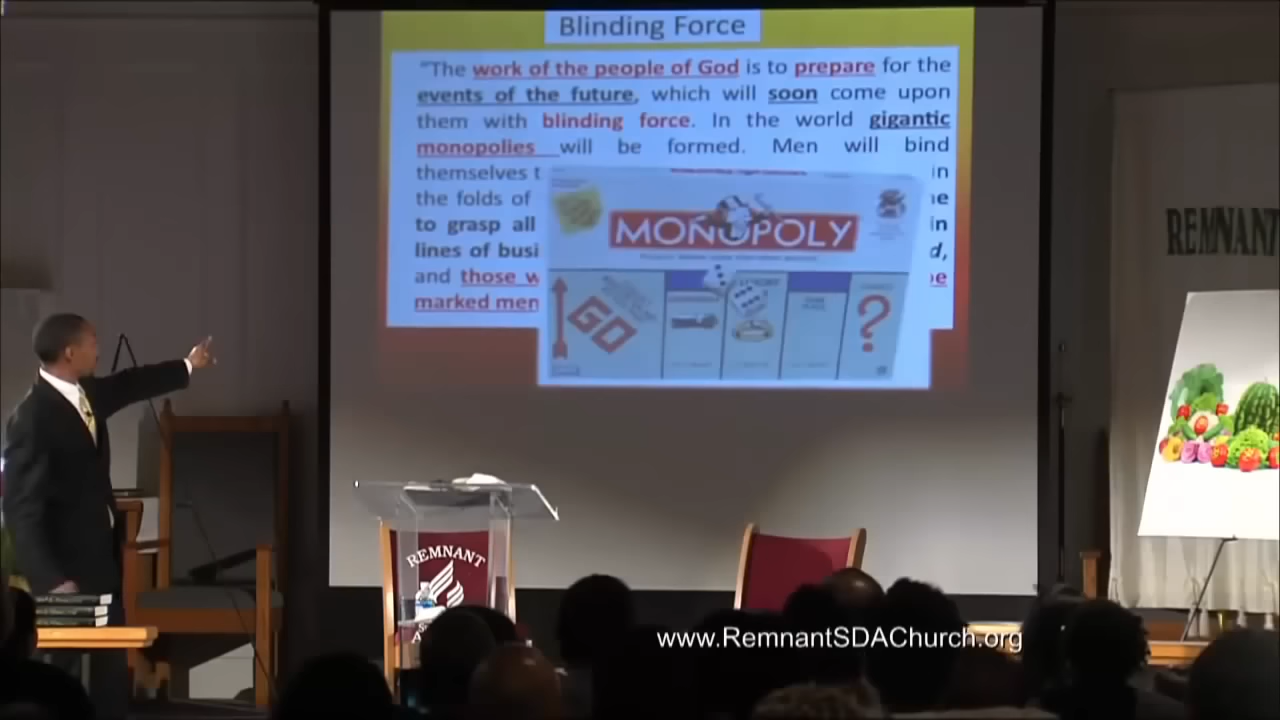 Blinding Force
"The work of the people of God is to prepare for the
events of the future, which will soon come upon
them with blinding force. In the world gigantic
monopolies will be formed. Men will bind
themselves t in
the folds of
to grasp all in
lines of busi d,
and those w be
marked men
MONOPOLY
GO
?
REMNANT
REMNANT
www.RemnantSDAChurch.org